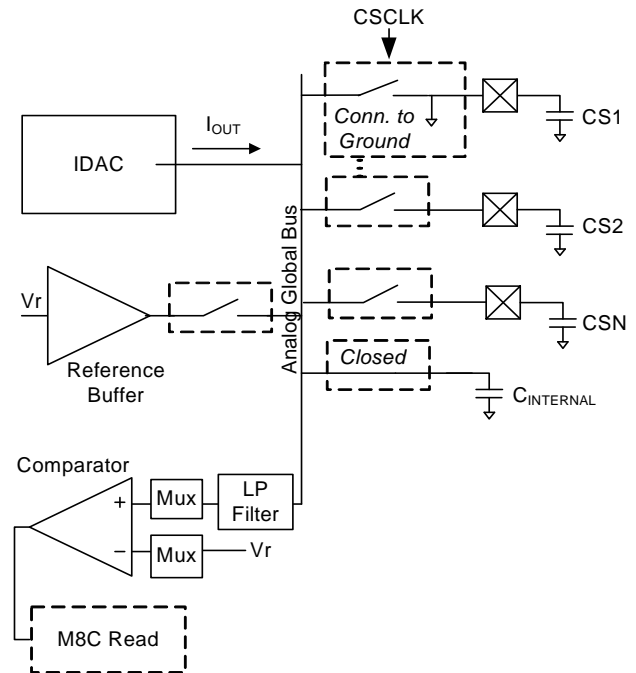 CSCLK
Conn. to
Ground
CS1
IOUT
IDAC
CS2
Analog Global Bus
Vr
Reference
Buffer
CSN
Closed
CINTERNAL
Comparator
+
Mux
LP
Filter
−
Mux
Vr
M8C Read